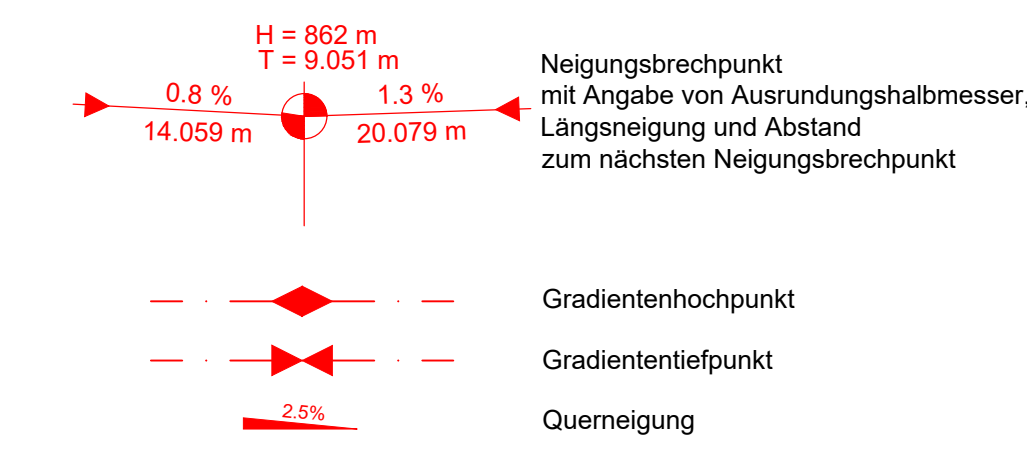 H = 862 m
T = 9.051 m
0.8 %
1.3 %
14.059 m
20.079 m
Neigungsbrechpunkt
mit Angabe von Ausrundungshalbmesser,
Längsneigung und Abstand
zum nächsten Neigungsbrechpunkt
Gradientenhochpunkt
Gradiententiefpunkt
2.5%
Querneigung